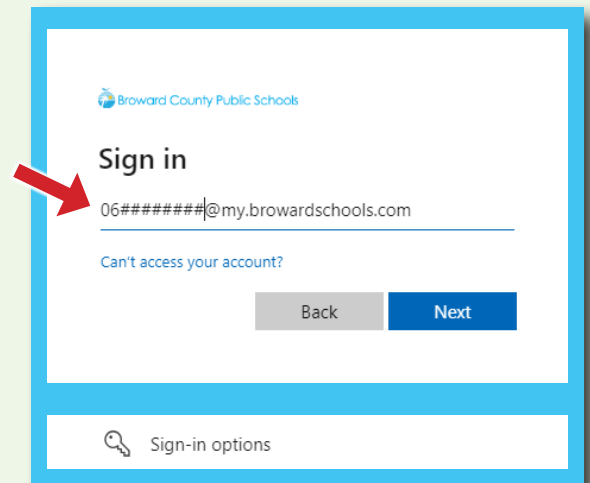 Broward County Public Schools
Sign in
06########@my.browardschools.com
Can't access your account?
Back Next
Sign-in options